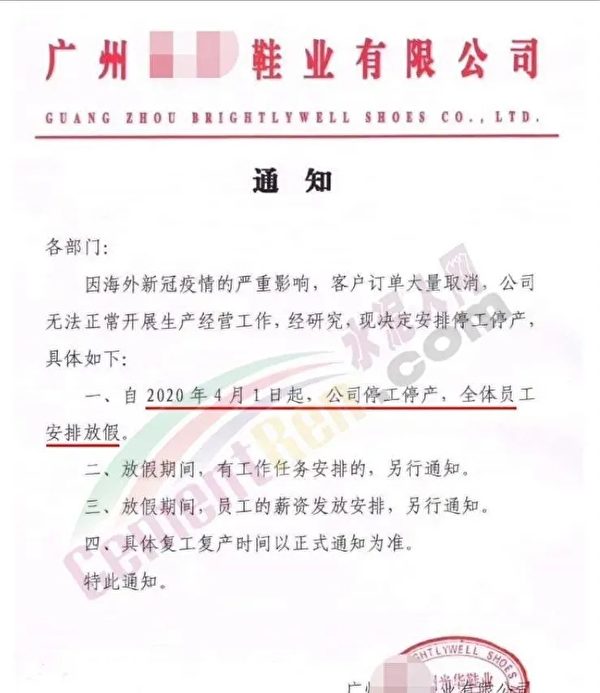 广州 鞋业有限公司
GUANG ZHOU BRIGHTLYWELL SHOES CO.,LTD.
通知
各部门：
因海外新冠疫情的严重影响，客户订单大量取消，公司
无法正常开展生产经营工作，经研究，现决定安排停工停产，
具体如下：
一、自 2020 年 4 月 1 日起，公司停工停产，全体员工
安排放假。
二、放假期间，有工作任务安排的，另行通知。
三、放假期间，员工的薪资发放安排，另行通知。
四、具体复工复产时间以正式通知为准。
特此通知。
水泥人网
CementRen.com
BRIGHTLYWELL SHOES
鞋业
广州 业有限公司